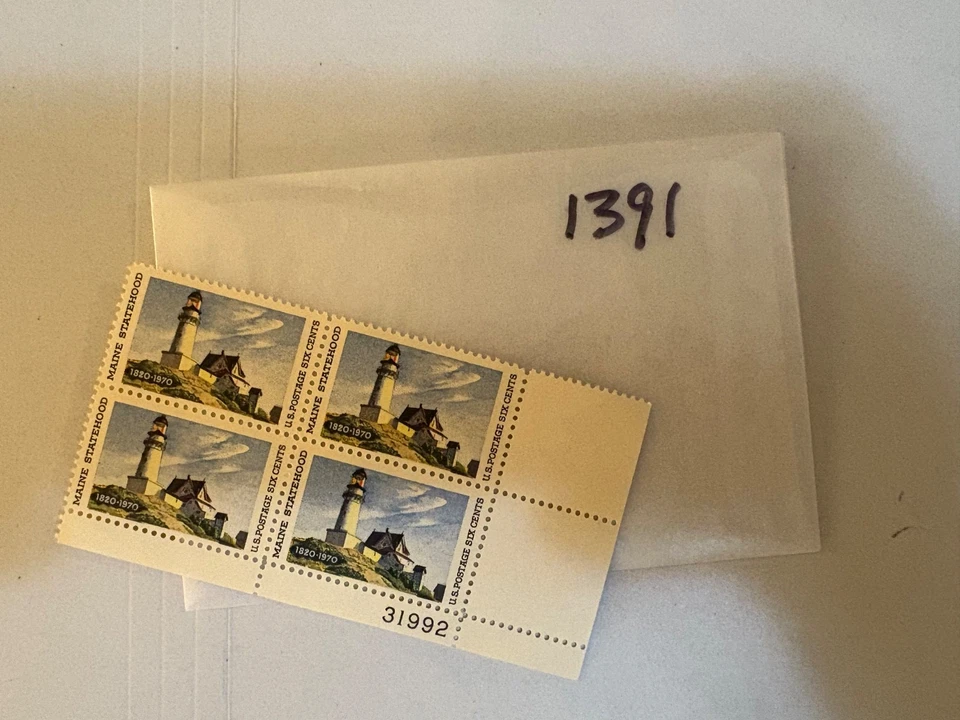 1391
MAINE STATEHOOD
1820·1970
U.S. POSTAGE SIX CENTS
MAINE STATEHOOD
1820·1970
U.S. POSTAGE SIX CENTS
MAINE STATEHOOD
1820·1970
U.S. POSTAGE SIX CENTS
MAINE STATEHOOD
1820·1970
U.S. POSTAGE SIX CENTS
31992